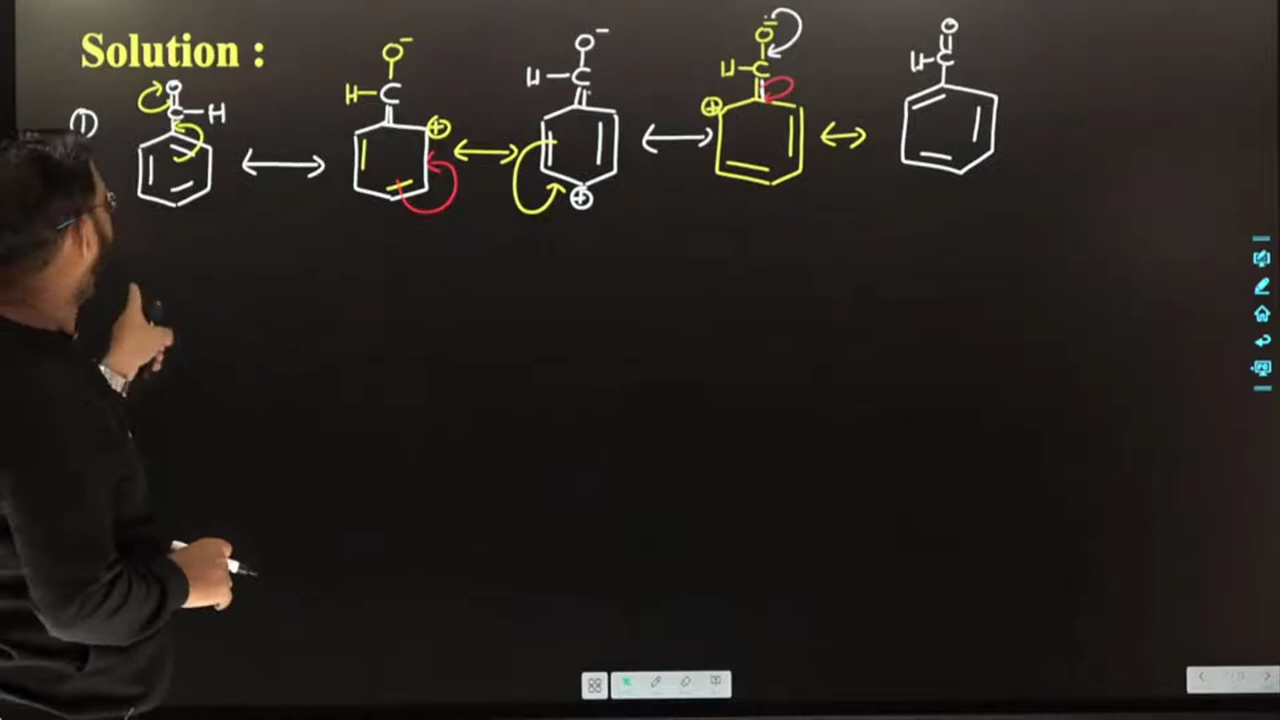 Solution :
①
O C H
H C O⁻ ⊕
H C O⁻ ⊕
H C O⁻ ⊕
H C O